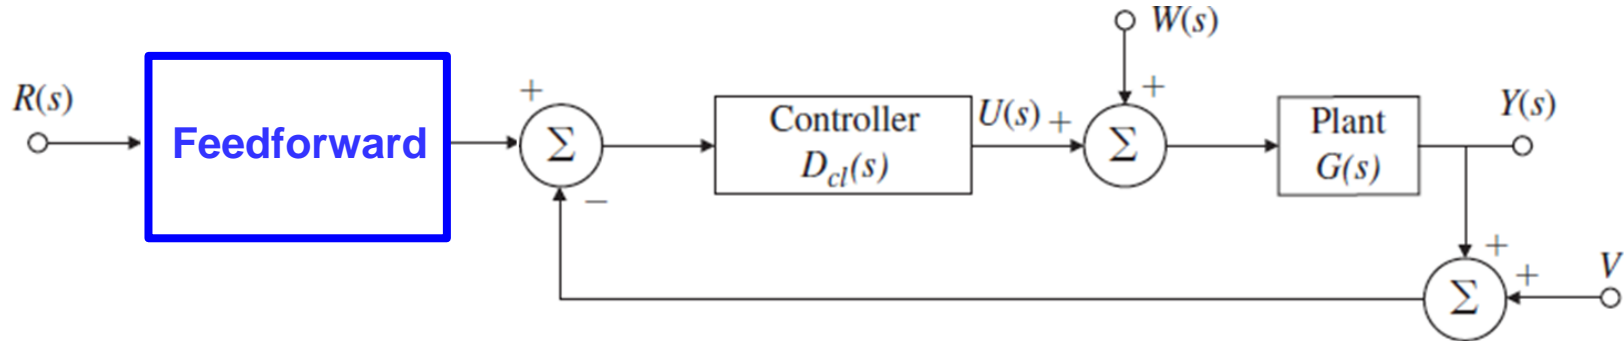 R(s)
Feedforward
+
Σ
−
Controller
D_cl(s)
U(s)
+
W(s)
+
Σ
Plant
G(s)
Y(s)
+
+
Σ
V